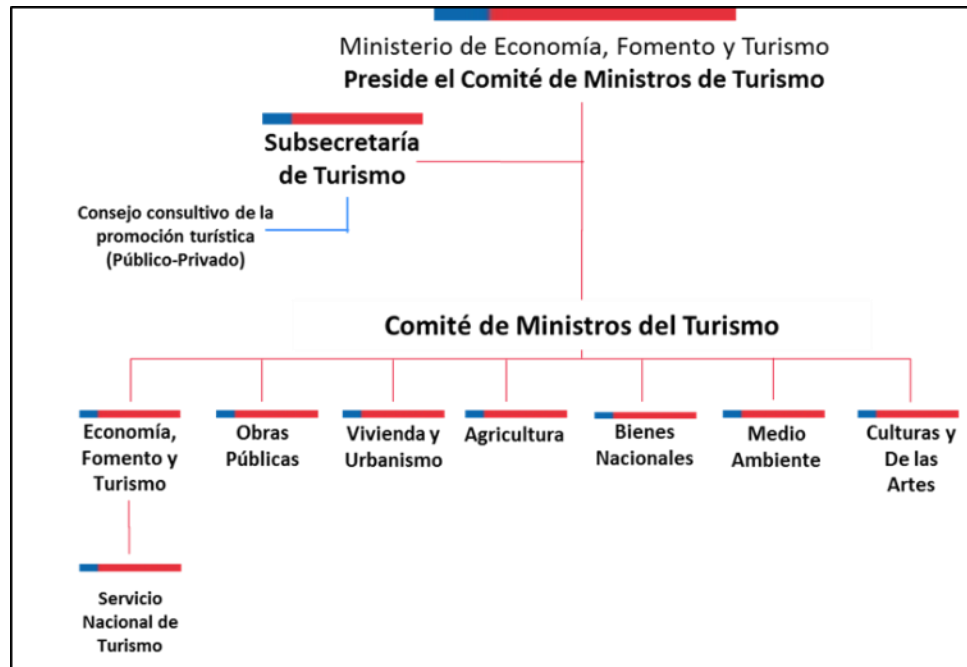 Ministerio de Economía, Fomento y Turismo
Preside el Comité de Ministros de Turismo
Subsecretaría
de Turismo
Consejo consultivo de la
promoción turística
(Público-Privado)
Comité de Ministros del Turismo
Economía,
Fomento y
Turismo
Obras
Públicas
Vivienda y
Urbanismo
Agricultura
Bienes
Nacionales
Medio
Ambiente
Culturas y
De las
Artes
Servicio
Nacional de
Turismo